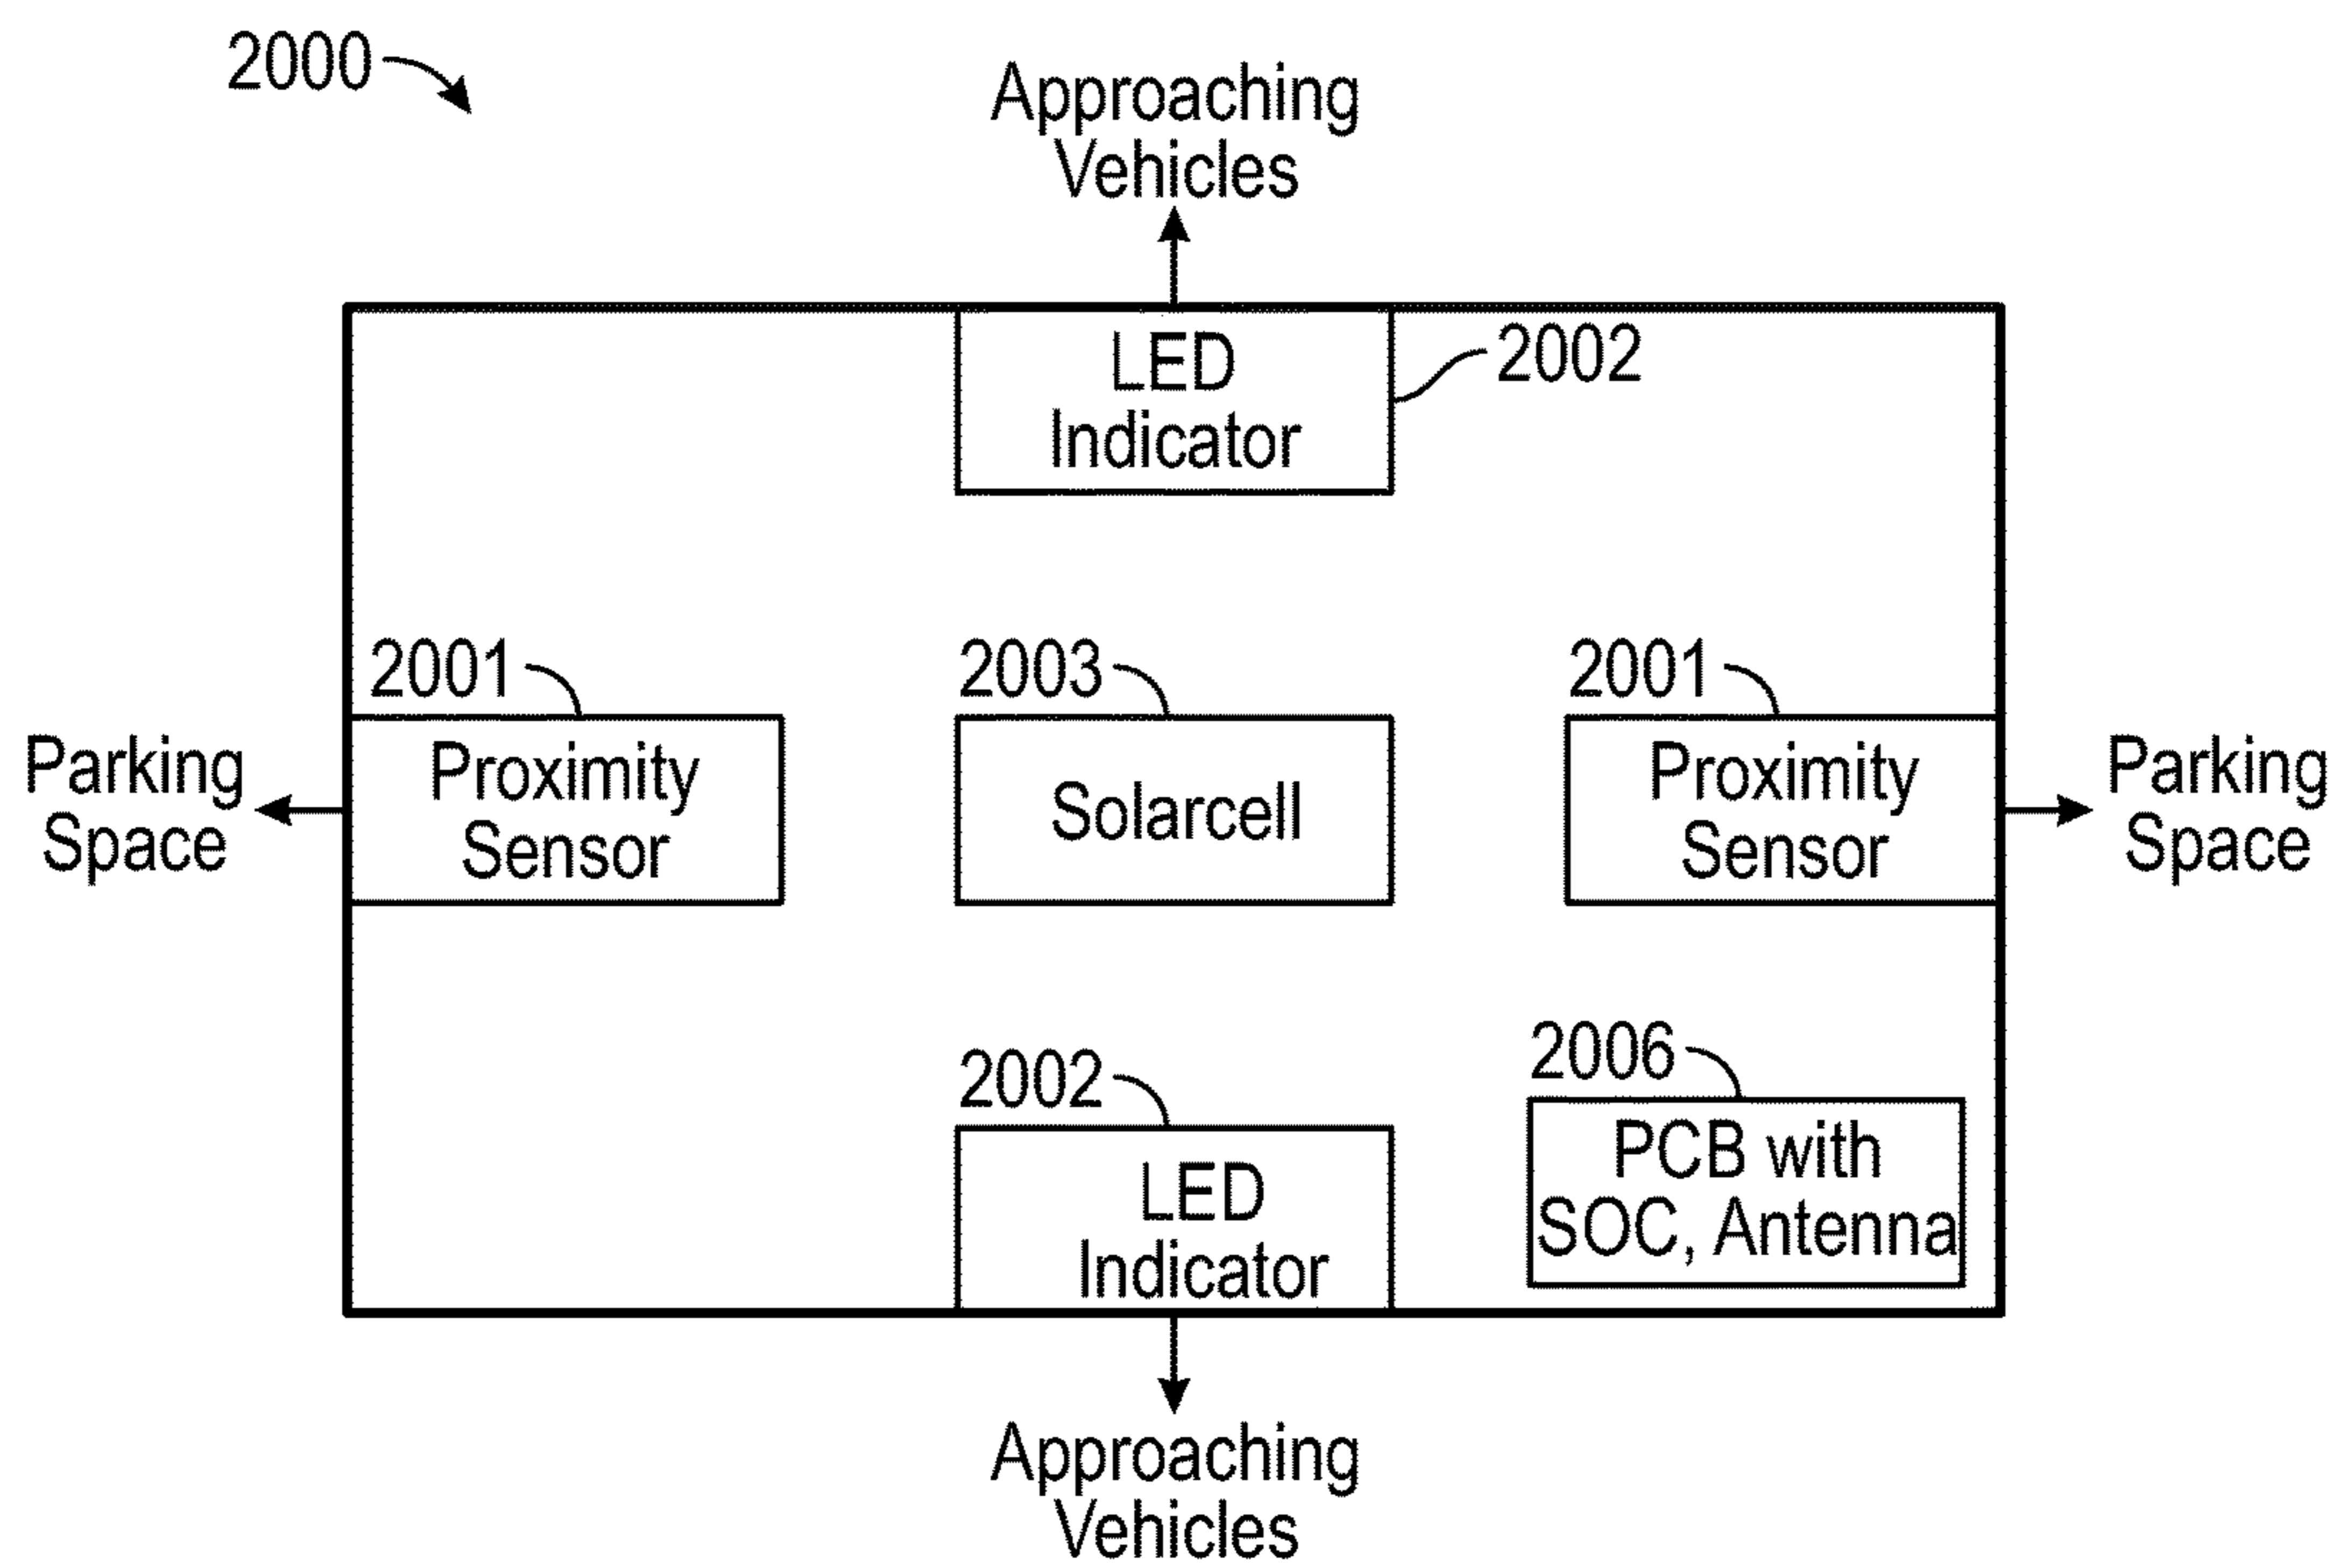 2000
Approaching
Vehicles
LED
Indicator
2002
2001
2003
2001
Parking
Space
Proximity
Sensor
Solarcell
Proximity
Sensor
Parking
Space
2002
2006
LED
Indicator
PCB with
SOC, Antenna
Approaching
Vehicles